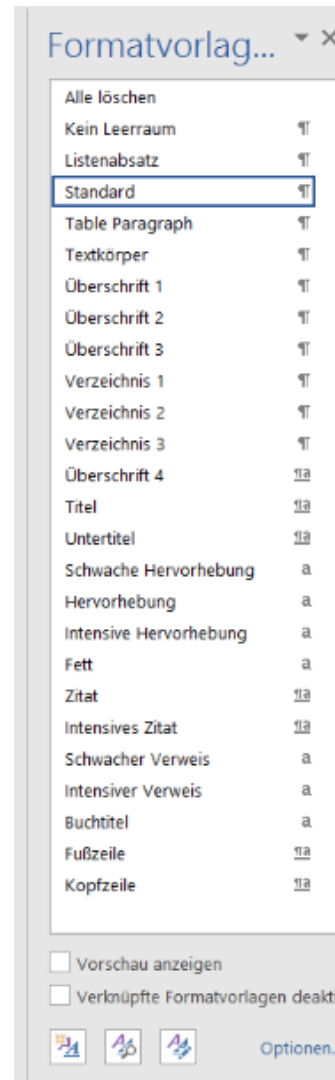 Formatvorlag...
Alle löschen
Kein Leerraum ¶
Listenabsatz ¶
Standard ¶
Table Paragraph ¶
Textkörper ¶
Überschrift 1 ¶
Überschrift 2 ¶
Überschrift 3 ¶
Verzeichnis 1 ¶
Verzeichnis 2 ¶
Verzeichnis 3 ¶
Überschrift 4 ¶a
Titel ¶a
Untertitel ¶a
Schwache Hervorhebung a
Hervorhebung a
Intensive Hervorhebung a
Fett a
Zitat ¶a
Intensives Zitat ¶a
Schwacher Verweis a
Intensiver Verweis a
Buchtitel a
Fußzeile ¶a
Kopfzeile ¶a
Vorschau anzeigen
Verknüpfte Formatvorlagen deakti
Optionen.